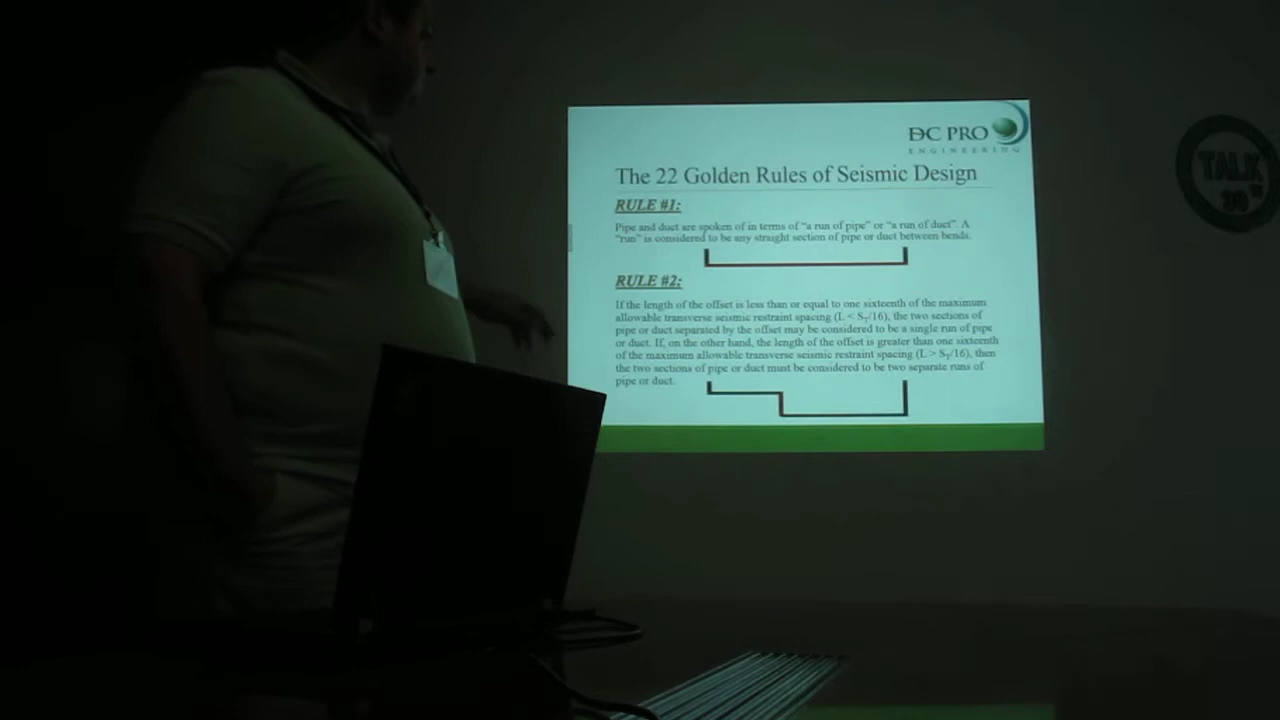 DC PRO
ENGINEERING
The 22 Golden Rules of Seismic Design
RULE #1:
Pipe and duct are spoken of in terms of “a run of pipe” or “a run of duct”. A
“run” is considered to be any straight section of pipe or duct between bends.
RULE #2:
If the length of the offset is less than or equal to one sixteenth of the maximum
allowable transverse seismic restraint spacing (L < ST/16), the two sections of
pipe or duct separated by the offset may be considered to be a single run of pipe
or duct. If, on the other hand, the length of the offset is greater than one sixteenth
of the maximum allowable transverse seismic restraint spacing (L > ST/16), then
the two sections of pipe or duct must be considered to be two separate runs of
pipe or duct.
TALK
20